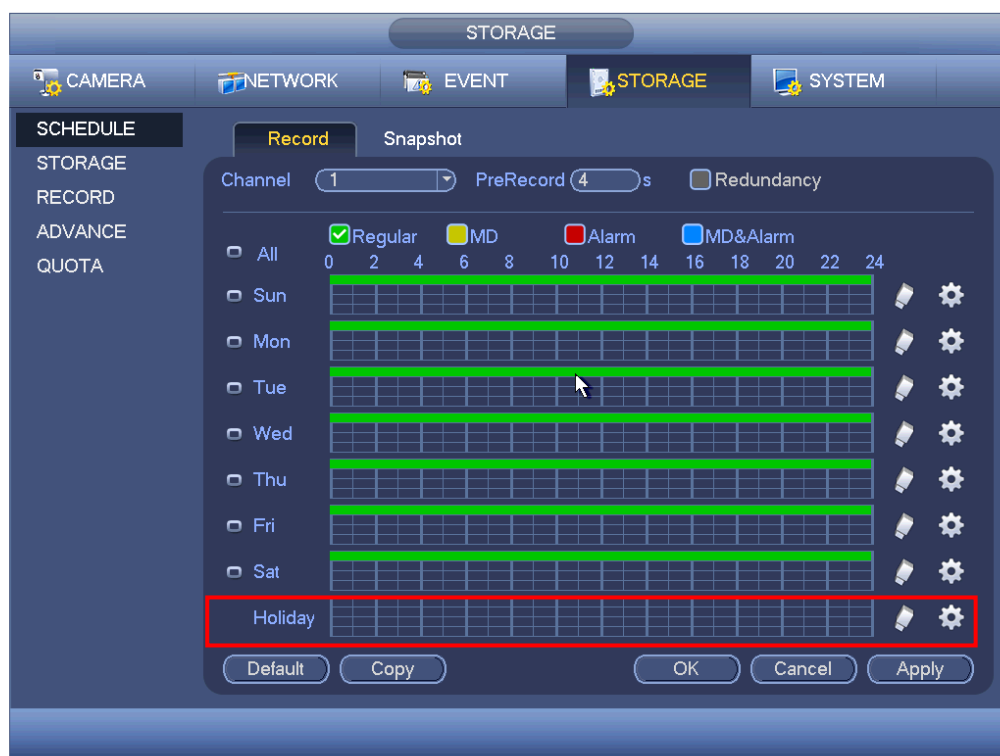 STORAGE
CAMERA NETWORK EVENT STORAGE SYSTEM
SCHEDULE
STORAGE
RECORD
ADVANCE
QUOTA
Record Snapshot
Channel 1 PreRecord 4 s Redundancy
All Regular MD Alarm MD&Alarm
0 2 4 6 8 10 12 14 16 18 20 22 24
Sun
Mon
Tue
Wed
Thu
Fri
Sat
Holiday
Default Copy OK Cancel Apply